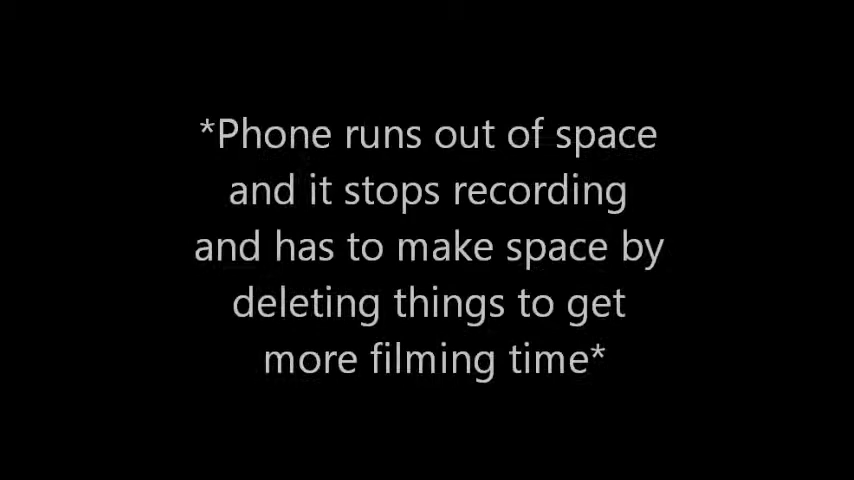 *Phone runs out of space
and it stops recording
and has to make space by
deleting things to get
more filming time*